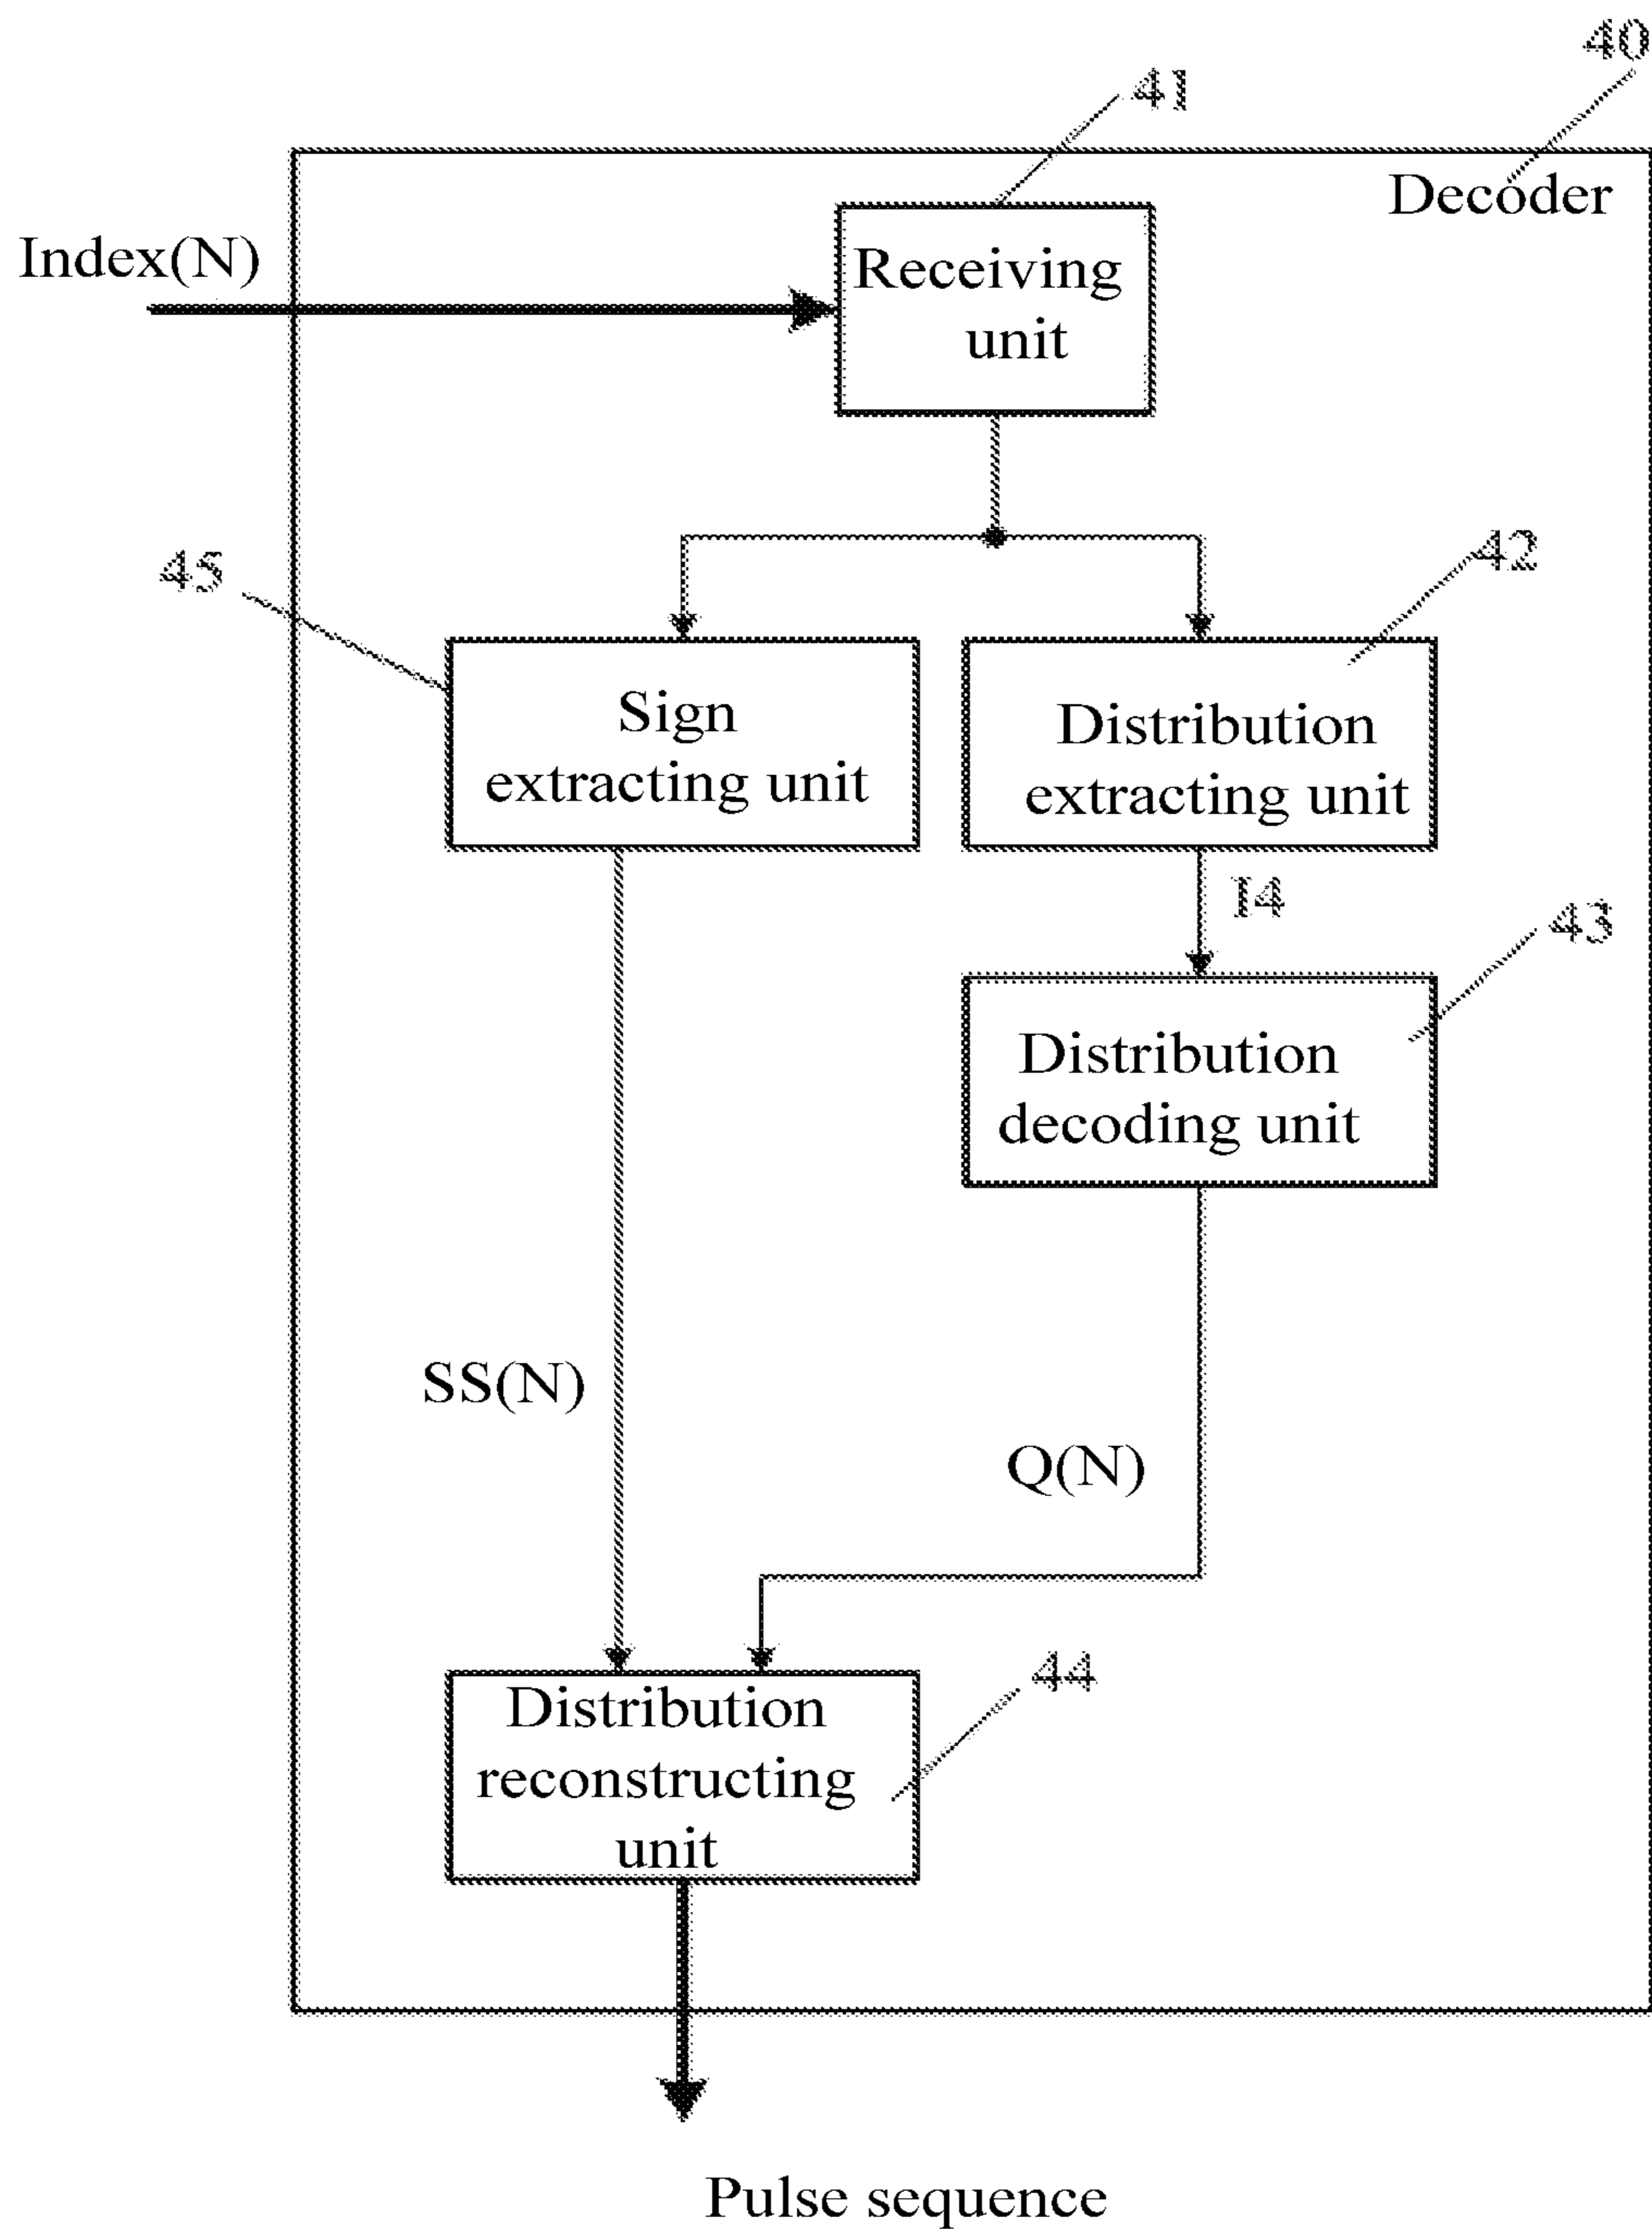 40
41
Decoder
Index(N)
Receiving
unit
45
42
Sign
extracting unit
Distribution
extracting unit
I4
43
Distribution
decoding unit
SS(N)
Q(N)
44
Distribution
reconstructing
unit
Pulse sequence